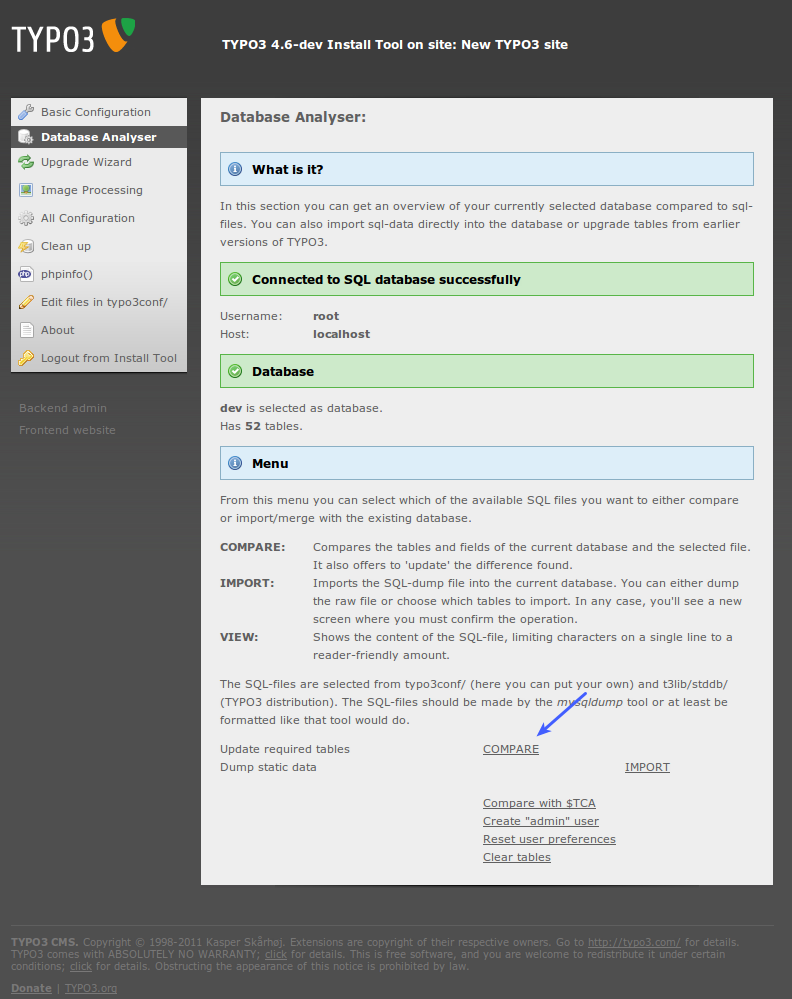 TYPO3
TYPO3 4.6-dev Install Tool on site: New TYPO3 site
Basic Configuration
Database Analyser
Upgrade Wizard
Image Processing
All Configuration
Clean up
php phpinfo()
Edit files in typo3conf/
About
Logout from Install Tool
Backend admin
Frontend website
Database Analyser:
What is it?
In this section you can get an overview of your currently selected database compared to sql-
files. You can also import sql-data directly into the database or upgrade tables from earlier
versions of TYPO3.
Connected to SQL database successfully
Username: root
Host: localhost
Database
dev is selected as database.
Has 52 tables.
Menu
From this menu you can select which of the available SQL files you want to either compare
or import/merge with the existing database.
COMPARE: Compares the tables and fields of the current database and the selected file.
It also offers to 'update' the difference found.
IMPORT: Imports the SQL-dump file into the current database. You can either dump
the raw file or choose which tables to import. In any case, you'll see a new
screen where you must confirm the operation.
VIEW: Shows the content of the SQL-file, limiting characters on a single line to a
reader-friendly amount.
The SQL-files are selected from typo3conf/ (here you can put your own) and t3lib/stddb/
(TYPO3 distribution). The SQL-files should be made by the mysqldump tool or at least be
formatted like that tool would do.
Update required tables COMPARE
Dump static data IMPORT
Compare with $TCA
Create "admin" user
Reset user preferences
Clear tables
TYPO3 CMS. Copyright © 1998-2011 Kasper Skårhøj. Extensions are copyright of their respective owners. Go to http://typo3.com/ for details.
TYPO3 comes with ABSOLUTELY NO WARRANTY; click for details. This is free software, and you are welcome to redistribute it under certain
conditions; click for details. Obstructing the appearance of this notice is prohibited by law.
Donate | TYPO3.org